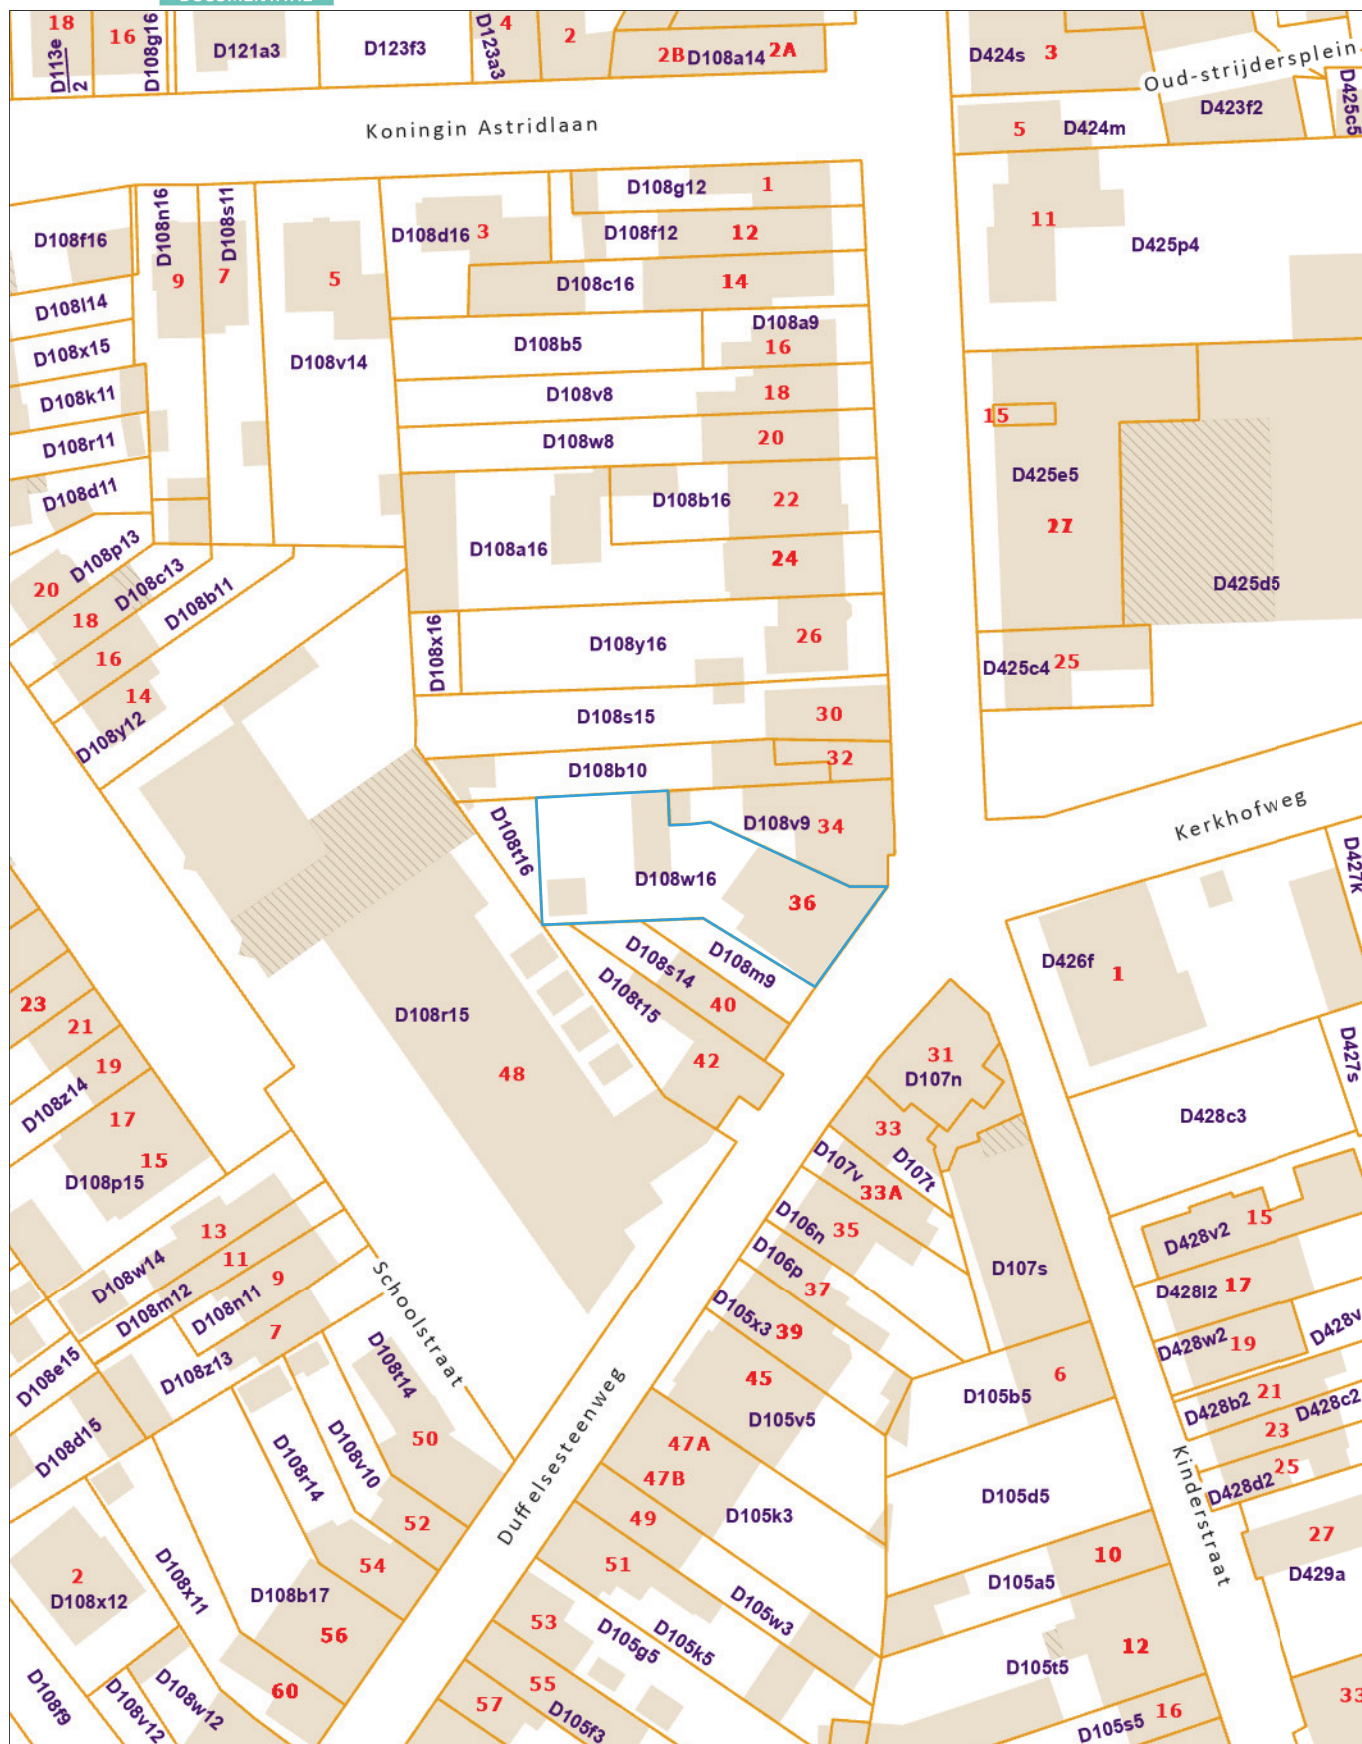 18
16
D113e
2
D108g16
D121a3
D123f3
D123a3
4
2
2B
D108a14
2A
D424s
3
Oud-strijdersplein
D425c5
D423f2
5
D424m
Koningin Astridlaan
D108g12
1
D108n16
D108s11
D108f16
D108d16
3
D108f12
12
11
D425p4
9
7
5
D108c16
14
D108l14
D108a9
D108x15
D108b5
16
D108v14
D108k11
D108v8
18
15
D108r11
D108w8
20
D425e5
D108d11
D108b16
22
27
D108p13
D108a16
24
D108c13
20
D425d5
D108b11
18
D108x16
D108y16
26
16
D425c4
25
14
D108y12
D108s15
30
D108b10
32
Kerkhofweg
D108t16
D108v9
34
D427k
D108w16
36
D108s14
D108m9
D426f
1
D108t15
23
40
D108r15
21
31
D427s
42
19
D107n
48
D108z14
17
33
D428c3
15
D107v
D107t
D108p15
33A
13
D106n
35
15
D428v2
11
D106p
D107s
D108w14
9
37
D428l2
17
D108m12
D108n11
Schoolstraat
D105x3
39
D428v
7
D428w2
19
D108e15
D108z13
D108t14
45
6
21
D105b5
D428b2
D428c2
D105v5
23
D108d15
50
47A
D108v10
D108r14
47B
Kinderstraat
25
D428d2
D105d5
Duffelsesteenweg
D105k3
52
49
27
10
54
51
D429a
2
D108x11
D105a5
D108x12
D108b17
D105w3
53
56
D105k5
D105g5
12
D105t5
D108f9
60
55
D108v12
D108w12
57
D105f3
33
16
D105s5